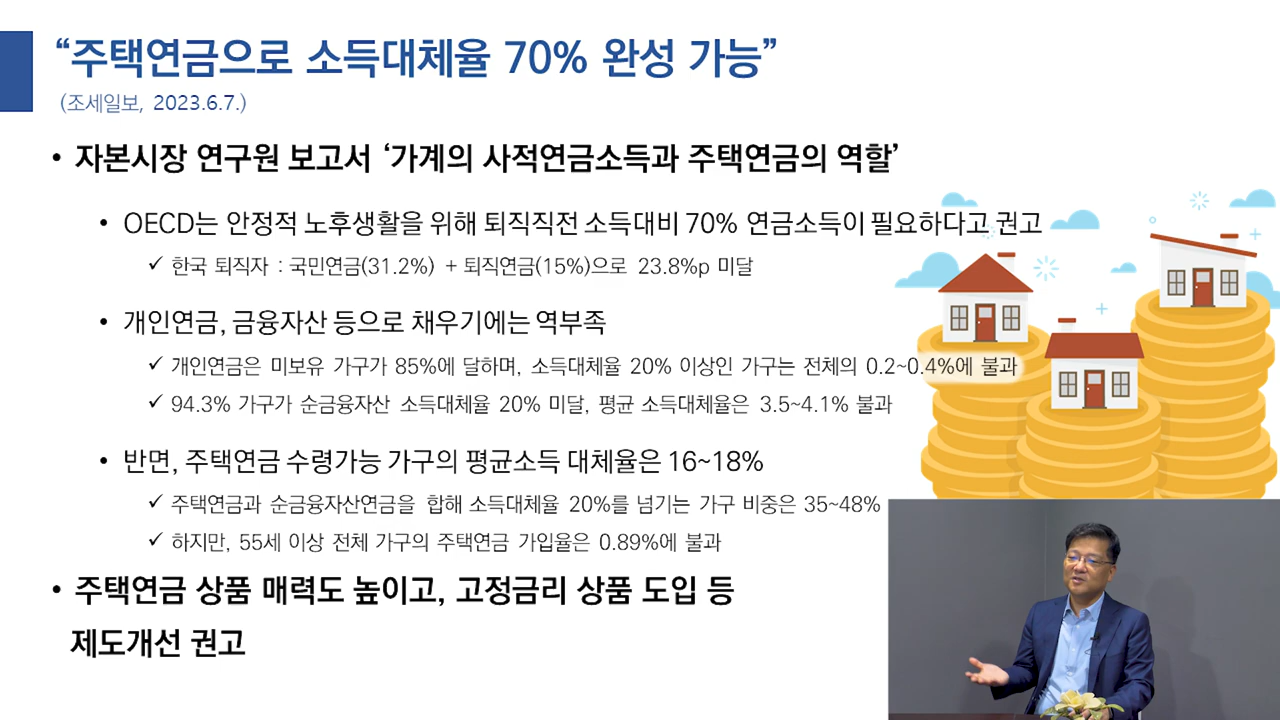 “주택연금으로 소득대체율 70% 완성 가능”
(조세일보, 2023.6.7.)
• 자본시장 연구원 보고서 ‘가계의 사적연금소득과 주택연금의 역할’
• OECD는 안정적 노후생활을 위해 퇴직직전 소득대비 70% 연금소득이 필요하다고 권고
✓ 한국 퇴직자 : 국민연금(31.2%) + 퇴직연금(15%)으로 23.8%p 미달
• 개인연금, 금융자산 등으로 채우기에는 역부족
✓ 개인연금은 미보유 가구가 85%에 달하며, 소득대체율 20% 이상인 가구는 전체의 0.2~0.4%에 불과
✓ 94.3% 가구가 순금융자산 소득대체율 20% 미달, 평균 소득대체율은 3.5~4.1% 불과
• 반면, 주택연금 수령가능 가구의 평균소득 대체율은 16~18%
✓ 주택연금과 순금융자산연금을 합해 소득대체율 20%를 넘기는 가구 비중은 35~48%
✓ 하지만, 55세 이상 전체 가구의 주택연금 가입율은 0.89%에 불과
• 주택연금 상품 매력도 높이고, 고정금리 상품 도입 등
제도개선 권고